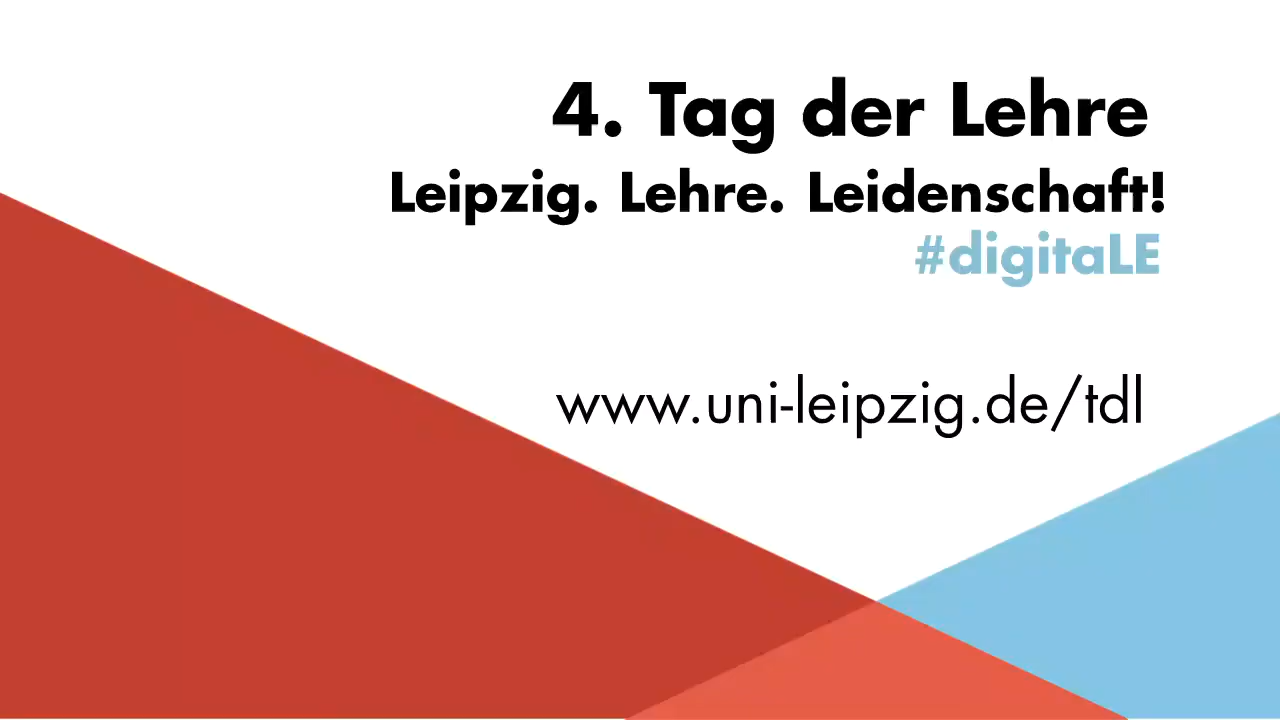 4. Tag der Lehre
Leipzig. Lehre. Leidenschaft!
#digitaLE
www.uni-leipzig.de/tdl